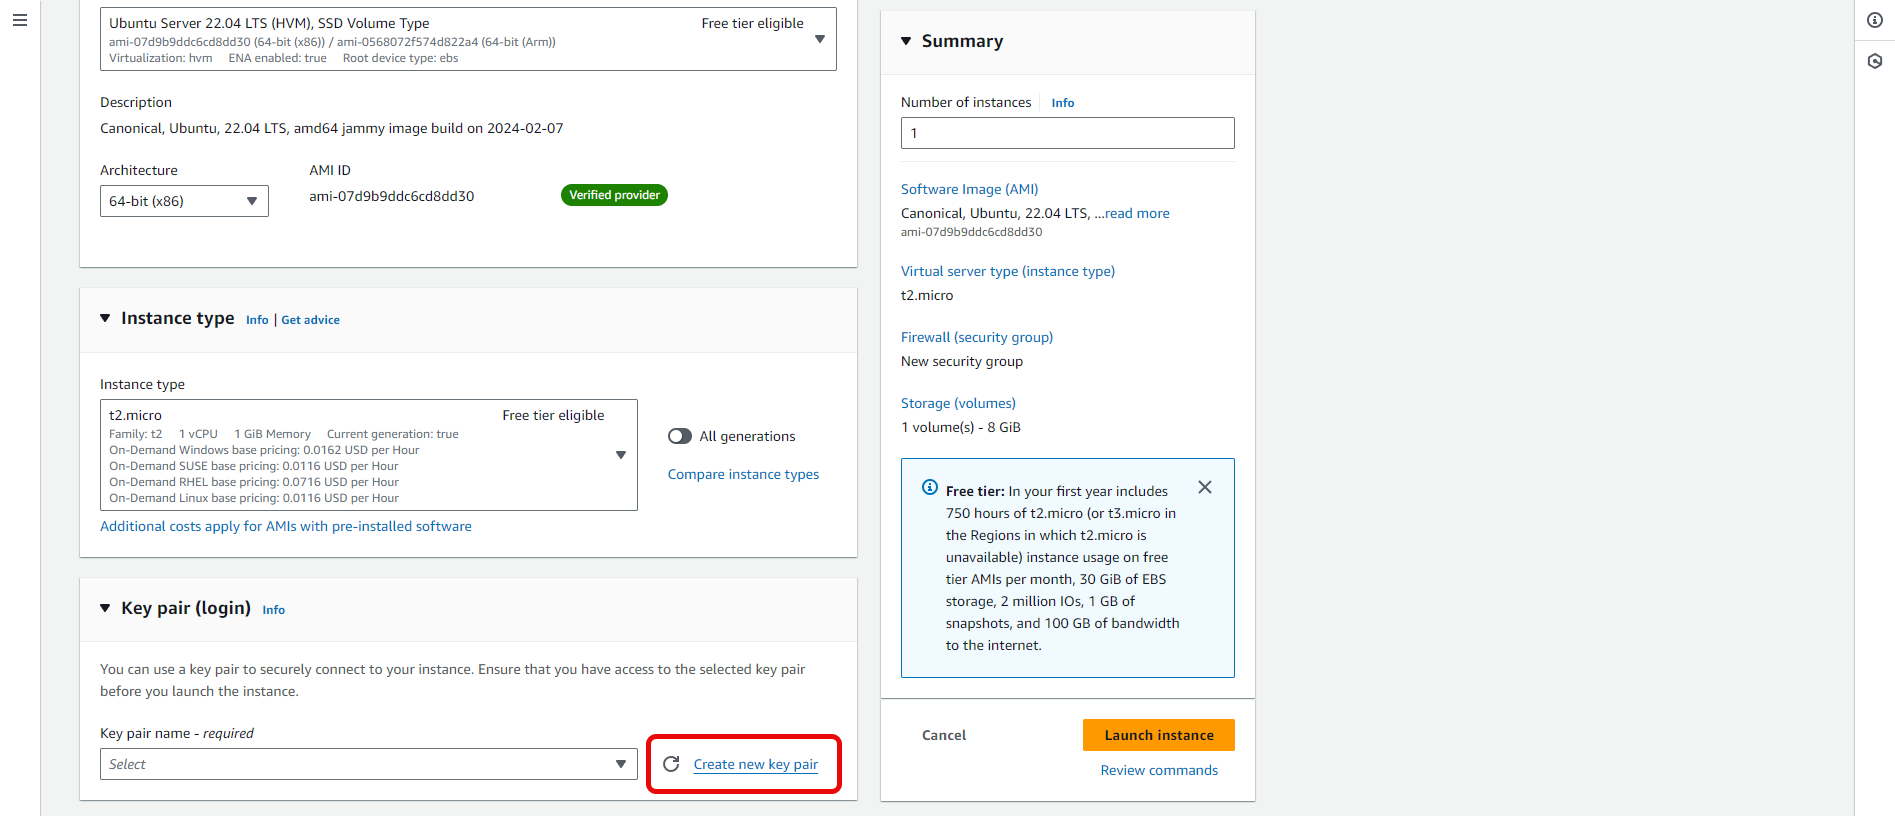 Ubuntu Server 22.04 LTS (HVM), SSD Volume Type Free tier eligible
ami-07d9b9ddc6cd8dd30 (64-bit (x86)) / ami-0568072f574d822a4 (64-bit (Arm))
Virtualization: hvm ENA enabled: true Root device type: ebs
Description
Canonical, Ubuntu, 22.04 LTS, amd64 jammy image build on 2024-02-07
Architecture AMI ID
64-bit (x86) ami-07d9b9ddc6cd8dd30 Verified provider
Instance type Info | Get advice
Instance type
t2.micro Free tier eligible
Family: t2 1 vCPU 1 GiB Memory Current generation: true
On-Demand Windows base pricing: 0.0162 USD per Hour
On-Demand SUSE base pricing: 0.0116 USD per Hour
On-Demand RHEL base pricing: 0.0716 USD per Hour
On-Demand Linux base pricing: 0.0116 USD per Hour
All generations
Compare instance types
Additional costs apply for AMIs with pre-installed software
Key pair (login) Info
You can use a key pair to securely connect to your instance. Ensure that you have access to the selected key pair
before you launch the instance.
Key pair name - required
Select
Create new key pair
Summary
Number of instances Info
1
Software Image (AMI)
Canonical, Ubuntu, 22.04 LTS, ...read more
ami-07d9b9ddc6cd8dd30
Virtual server type (instance type)
t2.micro
Firewall (security group)
New security group
Storage (volumes)
1 volume(s) - 8 GiB
Free tier: In your first year includes
750 hours of t2.micro (or t3.micro in
the Regions in which t2.micro is
unavailable) instance usage on free
tier AMIs per month, 30 GiB of EBS
storage, 2 million IOs, 1 GB of
snapshots, and 100 GB of bandwidth
to the internet.
Cancel
Launch instance
Review commands